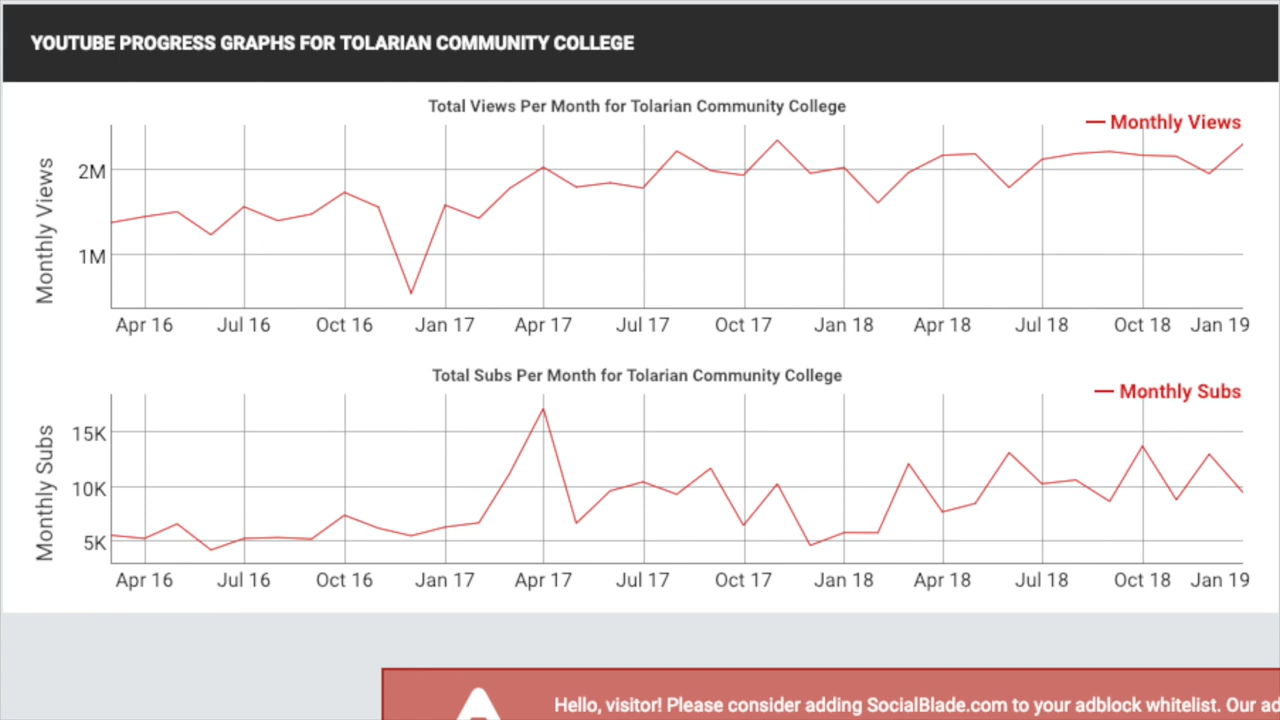 YOUTUBE PROGRESS GRAPHS FOR TOLARIAN COMMUNITY COLLEGE
Total Views Per Month for Tolarian Community College
Monthly Views
Monthly Views
2M
1M
Apr 16 Jul 16 Oct 16 Jan 17 Apr 17 Jul 17 Oct 17 Jan 18 Apr 18 Jul 18 Oct 18 Jan 19
Total Subs Per Month for Tolarian Community College
Monthly Subs
Monthly Subs
15K
10K
5K
Apr 16 Jul 16 Oct 16 Jan 17 Apr 17 Jul 17 Oct 17 Jan 18 Apr 18 Jul 18 Oct 18 Jan 19
Hello, visitor! Please consider adding SocialBlade.com to your adblock whitelist. Our ad